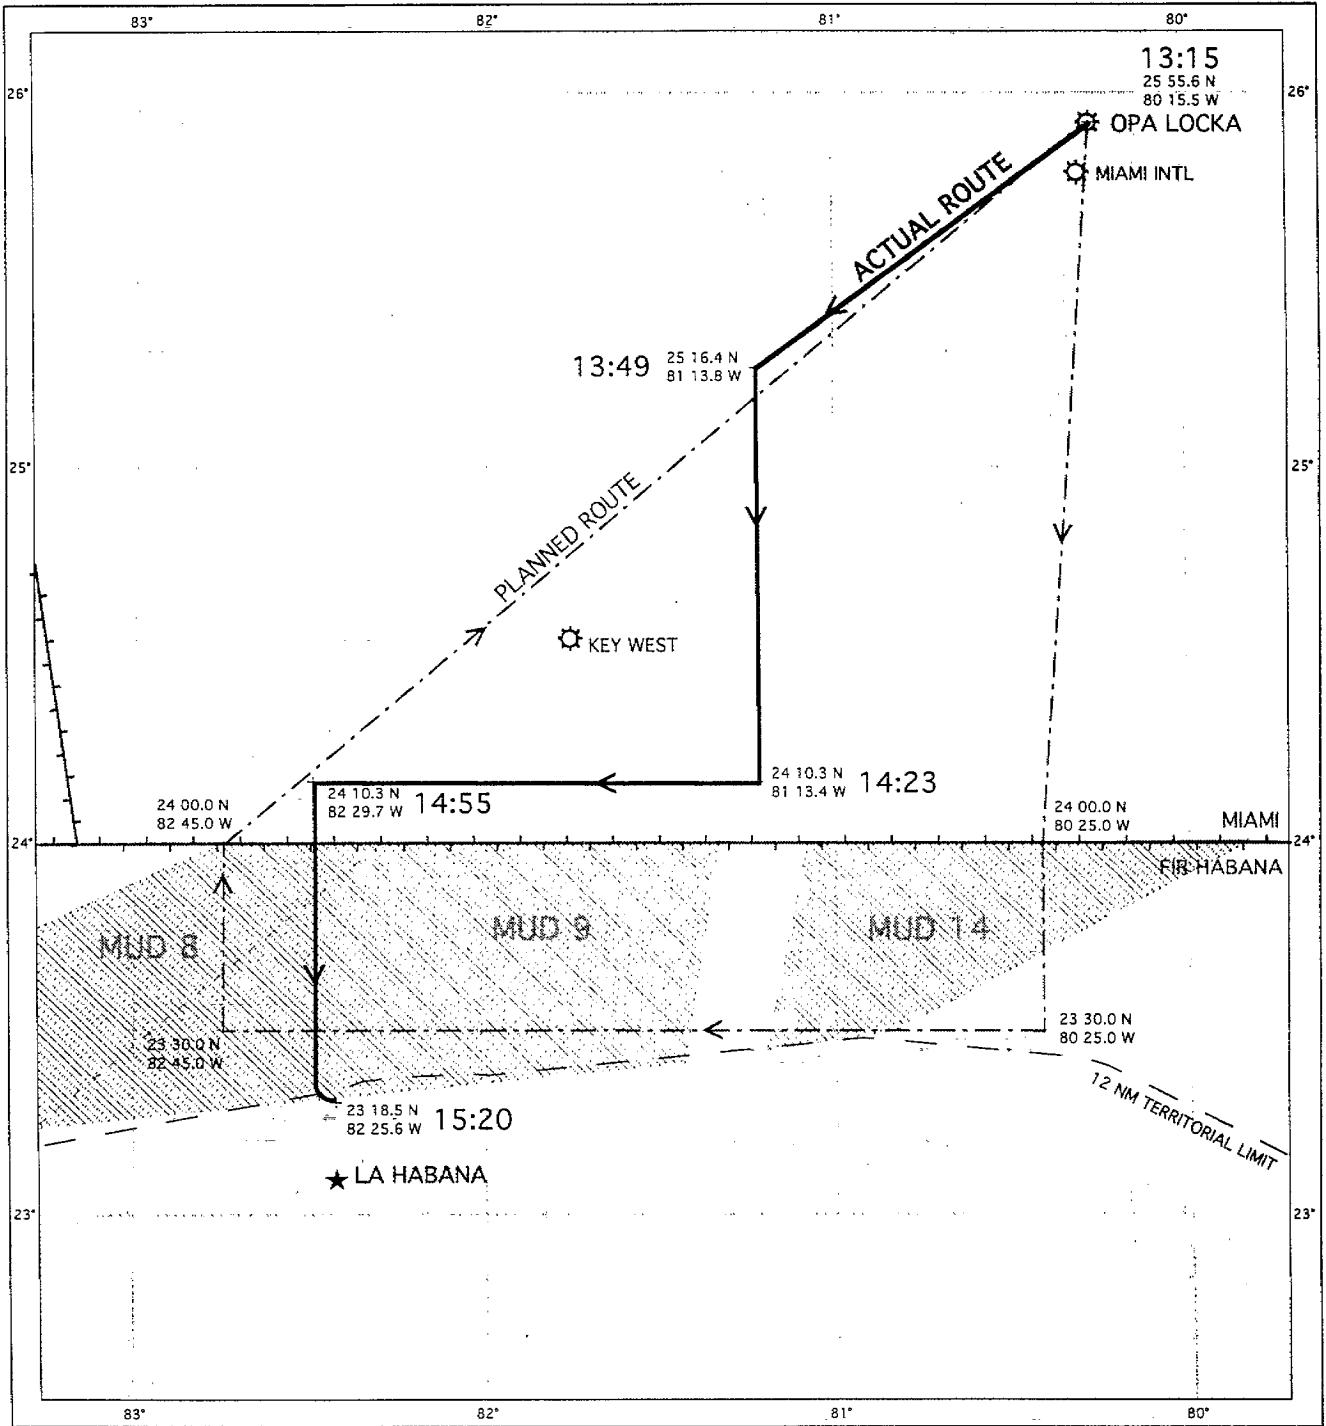 83°
82°
81°
80°
13:15
25 55.6 N
80 15.5 W
26°
26°
OPA LOCKA
MIAMI INTL
ACTUAL ROUTE
13:49
25 16.4 N
81 13.8 W
25°
25°
PLANNED ROUTE
KEY WEST
24 10.3 N
81 13.4 W
14:23
24 10.3 N
82 29.7 W
14:55
24 00.0 N
82 45.0 W
24 00.0 N
80 25.0 W
MIAMI
24°
24°
FIR HABANA
MUD 8
MUD 9
MUD 14
23 30.0 N
82 45.0 W
23 30.0 N
80 25.0 W
12 NM TERRITORIAL LIMIT
23 18.5 N
82 25.6 W
15:20
LA HABANA
23°
23°
83°
82°
81°
80°